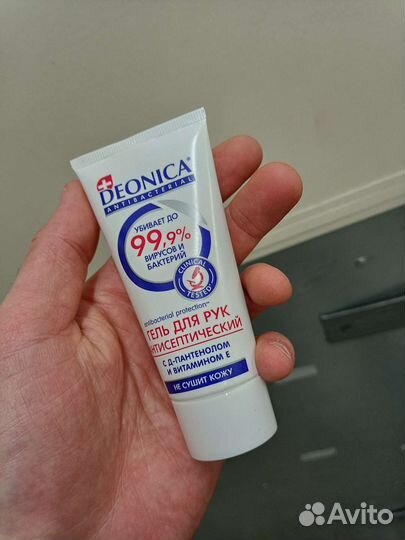 DEONICA
ANTIBACTERIAL
УБИВАЕТ ДО
99,9%
ВИРУСОВ И
БАКТЕРИЙ
CLINICAL
TESTED
antibacterial protection
ГЕЛЬ ДЛЯ РУК
АНТИСЕПТИЧЕСКИЙ
С Д-ПАНТЕНОЛОМ
И ВИТАМИНОМ Е
НЕ СУШИТ КОЖУ
Avito